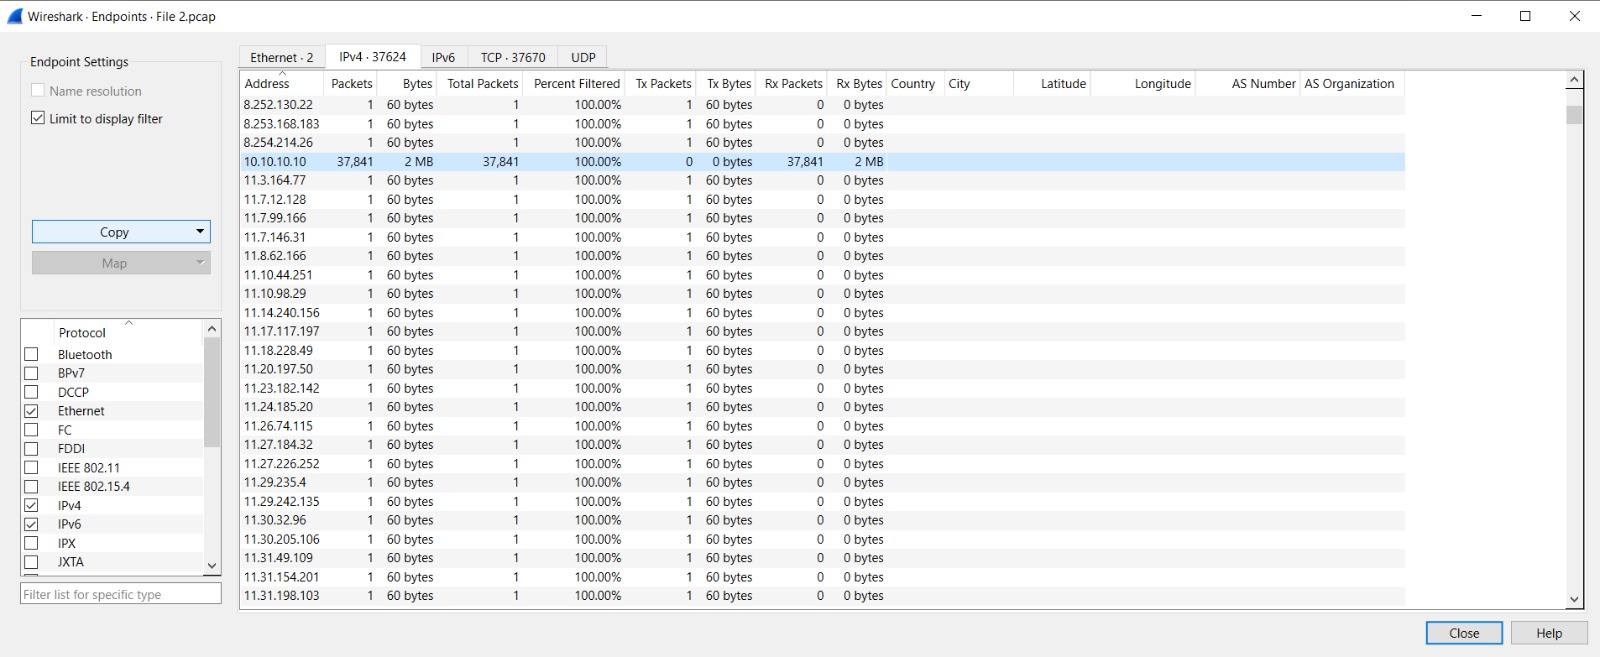 Wireshark · Endpoints · File 2.pcap
Endpoint Settings
Name resolution
Limit to display filter
Copy
Map
Protocol
Bluetooth
BPv7
DCCP
Ethernet
FC
FDDI
IEEE 802.11
IEEE 802.15.4
IPv4
IPv6
IPX
JXTA
Filter list for specific type
Ethernet · 2 IPv4 · 37624 IPv6 TCP · 37670 UDP
Address Packets Bytes Total Packets Percent Filtered Tx Packets Tx Bytes Rx Packets Rx Bytes Country City Latitude Longitude AS Number AS Organization
8.252.130.22 1 60 bytes 1 100.00% 1 60 bytes 0 0 bytes
8.253.168.183 1 60 bytes 1 100.00% 1 60 bytes 0 0 bytes
8.254.214.26 1 60 bytes 1 100.00% 1 60 bytes 0 0 bytes
10.10.10.10 37,841 2 MB 37,841 100.00% 0 0 bytes 37,841 2 MB
11.3.164.77 1 60 bytes 1 100.00% 1 60 bytes 0 0 bytes
11.7.12.128 1 60 bytes 1 100.00% 1 60 bytes 0 0 bytes
11.7.99.166 1 60 bytes 1 100.00% 1 60 bytes 0 0 bytes
11.7.146.31 1 60 bytes 1 100.00% 1 60 bytes 0 0 bytes
11.8.62.166 1 60 bytes 1 100.00% 1 60 bytes 0 0 bytes
11.10.44.251 1 60 bytes 1 100.00% 1 60 bytes 0 0 bytes
11.10.98.29 1 60 bytes 1 100.00% 1 60 bytes 0 0 bytes
11.14.240.156 1 60 bytes 1 100.00% 1 60 bytes 0 0 bytes
11.17.117.197 1 60 bytes 1 100.00% 1 60 bytes 0 0 bytes
11.18.228.49 1 60 bytes 1 100.00% 1 60 bytes 0 0 bytes
11.20.197.50 1 60 bytes 1 100.00% 1 60 bytes 0 0 bytes
11.23.182.142 1 60 bytes 1 100.00% 1 60 bytes 0 0 bytes
11.24.185.20 1 60 bytes 1 100.00% 1 60 bytes 0 0 bytes
11.26.74.115 1 60 bytes 1 100.00% 1 60 bytes 0 0 bytes
11.27.184.32 1 60 bytes 1 100.00% 1 60 bytes 0 0 bytes
11.27.226.252 1 60 bytes 1 100.00% 1 60 bytes 0 0 bytes
11.29.235.4 1 60 bytes 1 100.00% 1 60 bytes 0 0 bytes
11.29.242.135 1 60 bytes 1 100.00% 1 60 bytes 0 0 bytes
11.30.32.96 1 60 bytes 1 100.00% 1 60 bytes 0 0 bytes
11.30.205.106 1 60 bytes 1 100.00% 1 60 bytes 0 0 bytes
11.31.49.109 1 60 bytes 1 100.00% 1 60 bytes 0 0 bytes
11.31.154.201 1 60 bytes 1 100.00% 1 60 bytes 0 0 bytes
11.31.198.103 1 60 bytes 1 100.00% 1 60 bytes 0 0 bytes
Close Help